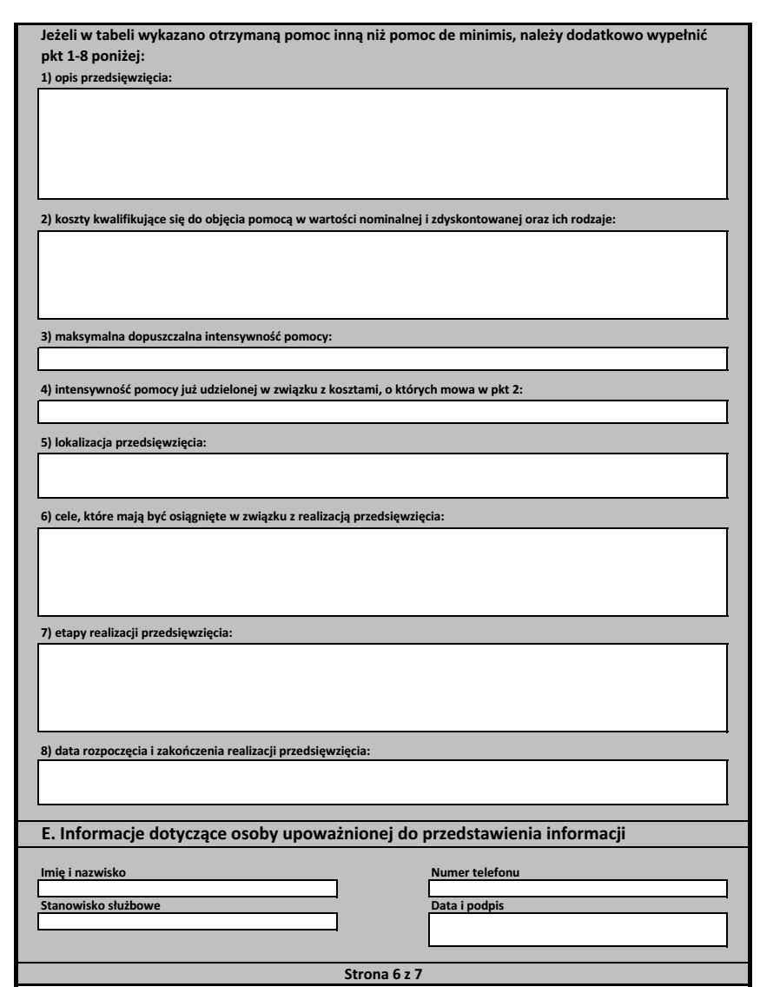 Jeżeli w tabeli wykazano otrzymaną pomoc inną niż pomoc de minimis, należy dodatkowo wypełnić
pkt 1-8 poniżej:
1) opis przedsięwzięcia:
2) koszty kwalifikujące się do objęcia pomocą w wartości nominalnej i zdyskontowanej oraz ich rodzaje:
3) maksymalna dopuszczalna intensywność pomocy:
4) intensywność pomocy już udzielonej w związku z kosztami, o których mowa w pkt 2:
5) lokalizacja przedsięwzięcia:
6) cele, które mają być osiągnięte w związku z realizacją przedsięwzięcia:
7) etapy realizacji przedsięwzięcia:
8) data rozpoczęcia i zakończenia realizacji przedsięwzięcia:
E. Informacje dotyczące osoby upoważnionej do przedstawienia informacji
Imię i nazwisko
Numer telefonu
Stanowisko służbowe
Data i podpis
Strona 6 z 7